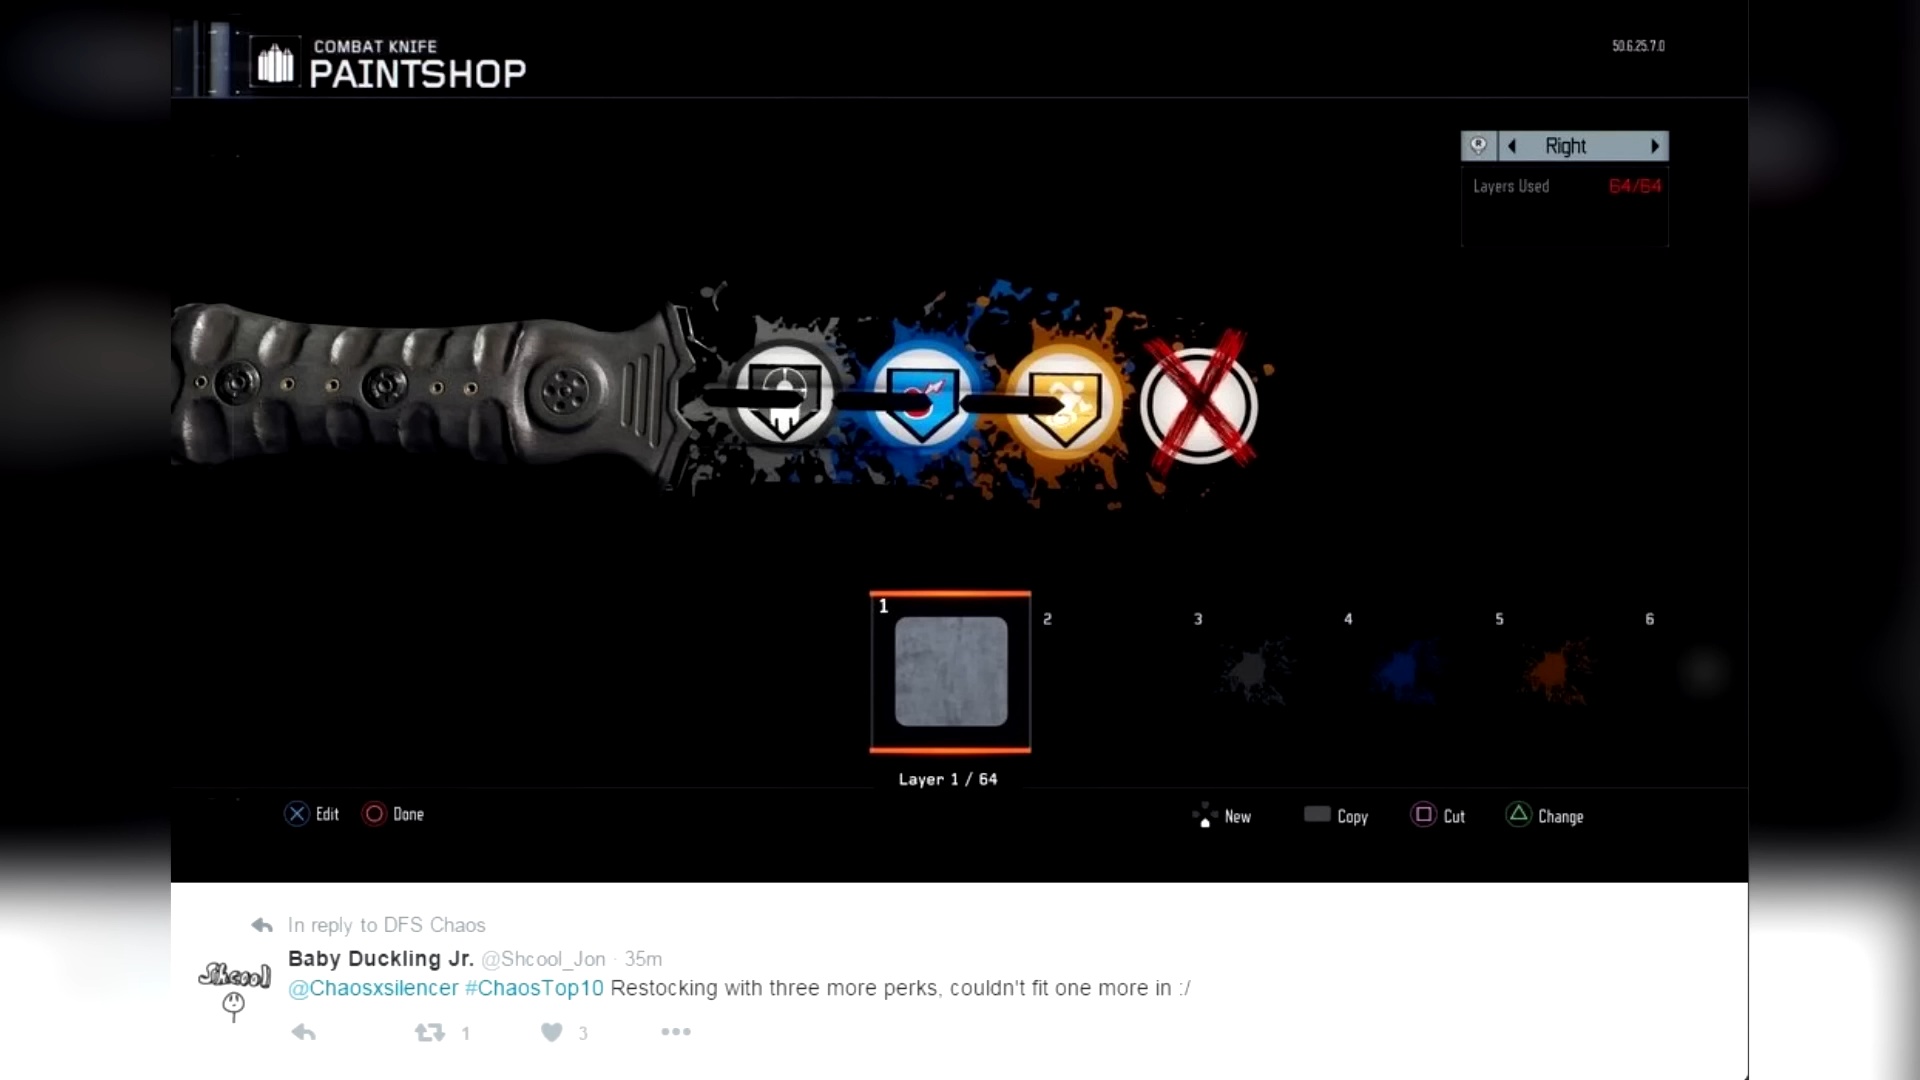 COMBAT KNIFE
PAINTSHOP
50.6.25.7.0
R
Right
Layers Used 64/64
1
2
3
4
5
6
Layer 1 / 64
Edit
Done
New
Copy
Cut
Change
In reply to DFS Chaos
Baby Duckling Jr. @Shcool_Jon · 35m
Shcool
@Chaosxsilencer #ChaosTop10 Restocking with three more perks, couldn't fit one more in :/
1
3